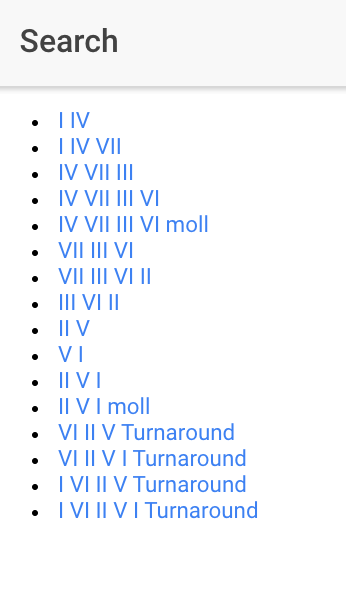 Search
I IV
I IV VII
IV VII III
IV VII III VI
IV VII III VI moll
VII III VI
VII III VI II
III VI II
II V
V I
II V I
II V I moll
VI II V Turnaround
VI II V I Turnaround
I VI II V Turnaround
I VI II V I Turnaround